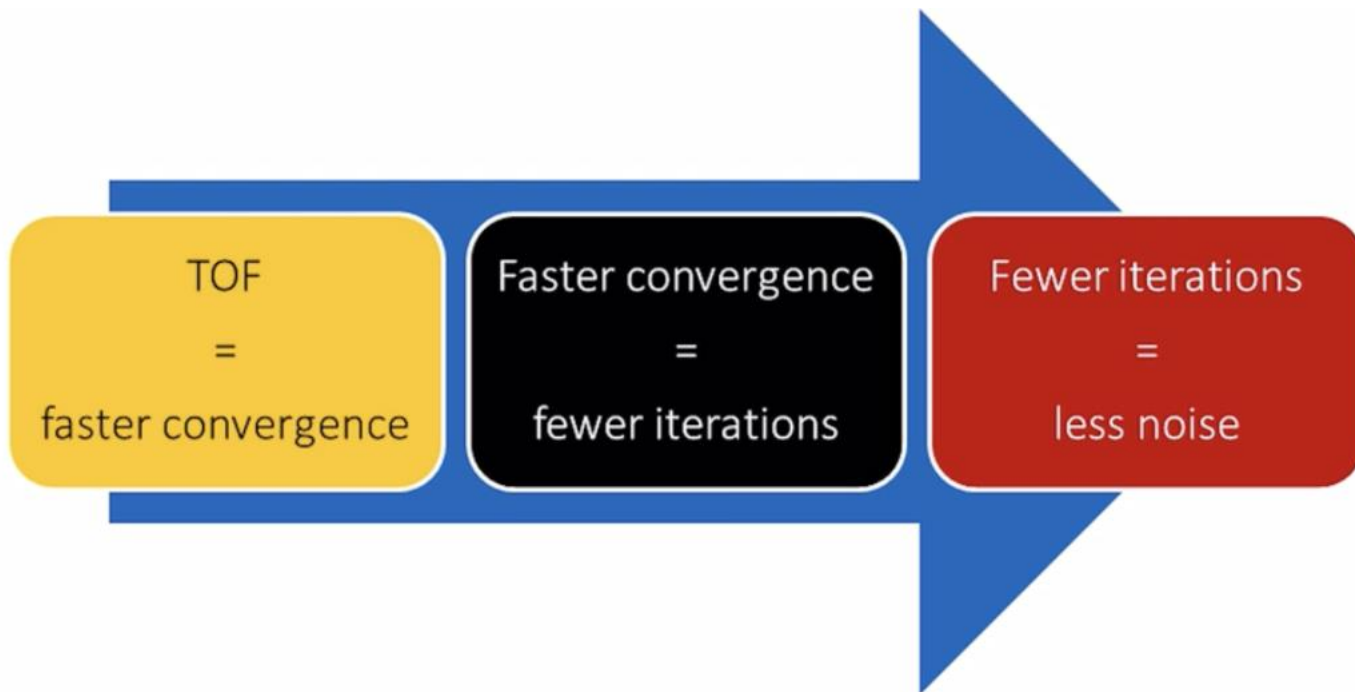 TOF
=
faster convergence
Faster convergence
=
fewer iterations
Fewer iterations
=
less noise